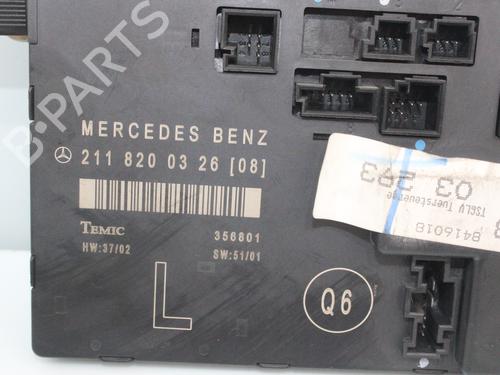 B-PARTS
MERCEDES BENZ
211 820 03 26 [08]
TEMIC
356801
HW:37/02
SW:51/01
L
Q6
03 293
TSGLV Tuersteuerge
8416018